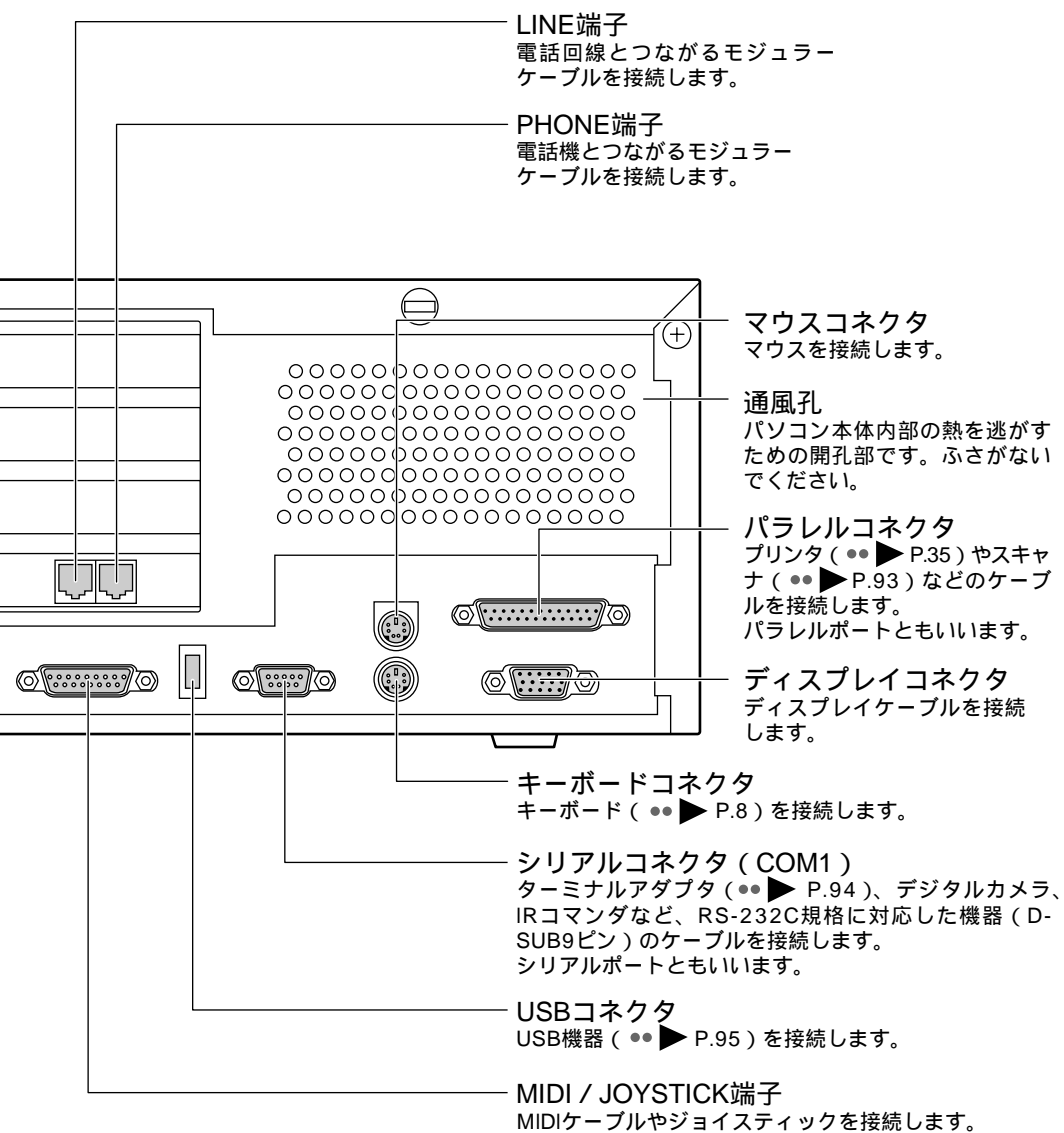 LINE端子
電話回線とつながるモジュラー
ケーブルを接続します。
PHONE端子
電話機とつながるモジュラー
ケーブルを接続します。
マウスコネクタ
マウスを接続します。
通風孔
パソコン本体内部の熱を逃がす
ための開孔部です。ふさがない
でください。
パラレルコネクタ
プリンタ（●●▶ P.35）やスキャ
ナ（●●▶ P.93）などのケーブ
ルを接続します。
パラレルポートともいいます。
ディスプレイコネクタ
ディスプレイケーブルを接続
します。
キーボードコネクタ
キーボード（●●▶ P.8）を接続します。
シリアルコネクタ（COM1）
ターミナルアダプタ（●●▶ P.94）、デジタルカメラ、
IRコマンダなど、RS-232C規格に対応した機器（D-
SUB9ピン）のケーブルを接続します。
シリアルポートともいいます。
USBコネクタ
USB機器（●●▶ P.95）を接続します。
MIDI / JOYSTICK端子
MIDIケーブルやジョイスティックを接続します。